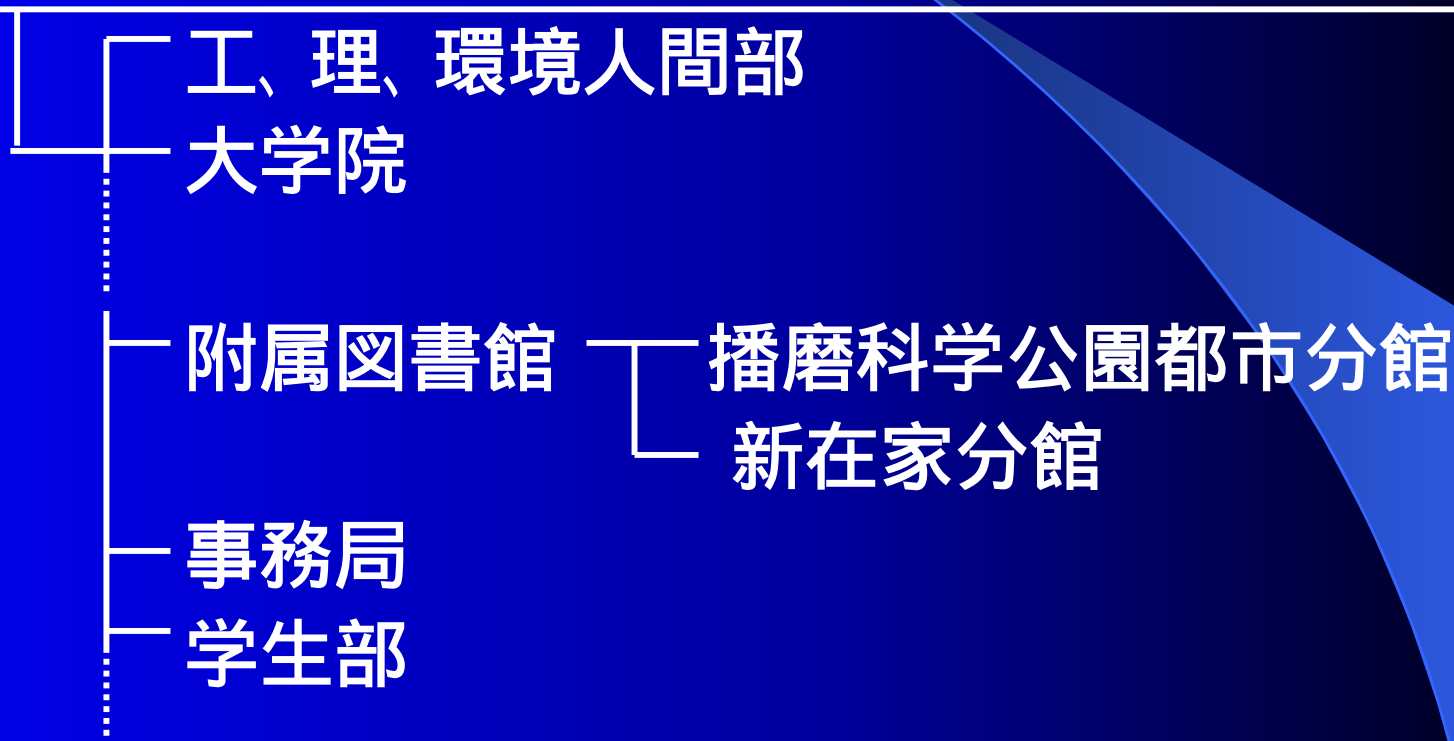 工、理、環境人間部
大学院
附属図書館 播磨科学公園都市分館
新在家分館
事務局
学生部